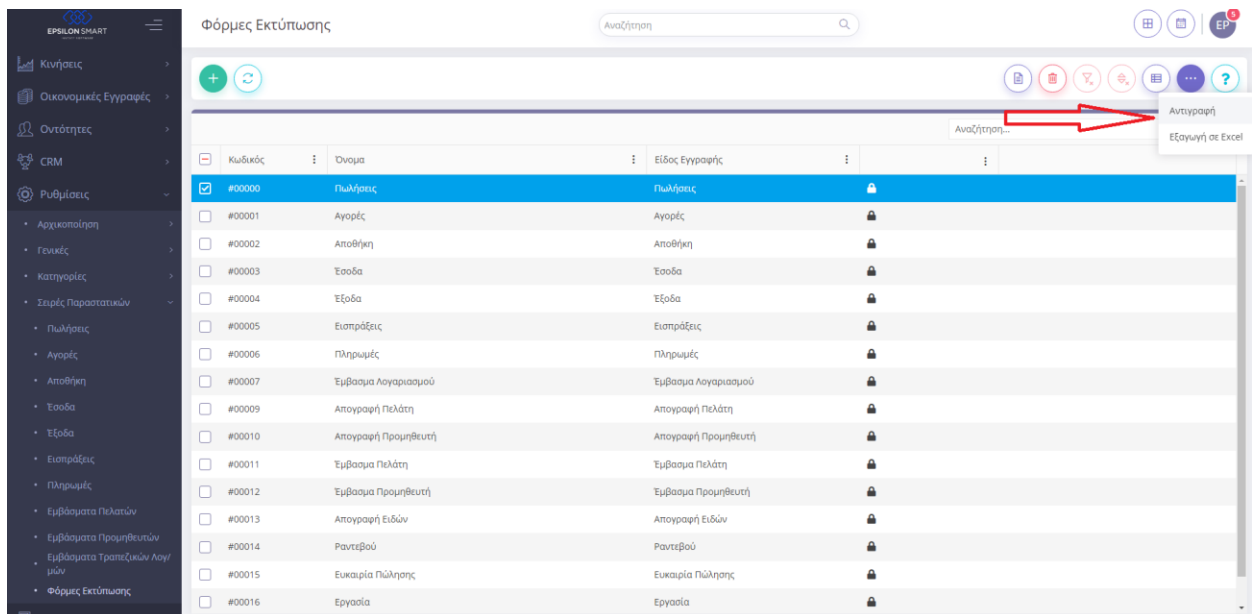 EPSILON SMART
Φόρμες Εκτύπωσης
Αναζήτηση
EP
5
Κινήσεις
Οικονομικές Εγγραφές
Οντότητες
CRM
Ρυθμίσεις
Αρχικοποίηση
Γενικές
Κατηγορίες
Σειρές Παραστατικών
Πωλήσεις
Αγορές
Αποθήκη
Έσοδα
Έξοδα
Εισπράξεις
Πληρωμές
Εμβάσματα Πελατών
Εμβάσματα Προμηθευτών
Εμβάσματα Τραπεζικών Λογ/
μών
Φόρμες Εκτύπωσης
?
Αντιγραφή
Εξαγωγή σε Excel
Αναζήτηση...
Κωδικός Όνομα Είδος Εγγραφής
#00000 Πωλήσεις Πωλήσεις
#00001 Αγορές Αγορές
#00002 Αποθήκη Αποθήκη
#00003 Έσοδα Έσοδα
#00004 Έξοδα Έξοδα
#00005 Εισπράξεις Εισπράξεις
#00006 Πληρωμές Πληρωμές
#00007 Έμβασμα Λογαριασμού Έμβασμα Λογαριασμού
#00009 Απογραφή Πελάτη Απογραφή Πελάτη
#00010 Απογραφή Προμηθευτή Απογραφή Προμηθευτή
#00011 Έμβασμα Πελάτη Έμβασμα Πελάτη
#00012 Έμβασμα Προμηθευτή Έμβασμα Προμηθευτή
#00013 Απογραφή Ειδών Απογραφή Ειδών
#00014 Ραντεβού Ραντεβού
#00015 Ευκαιρία Πώλησης Ευκαιρία Πώλησης
#00016 Εργασία Εργασία